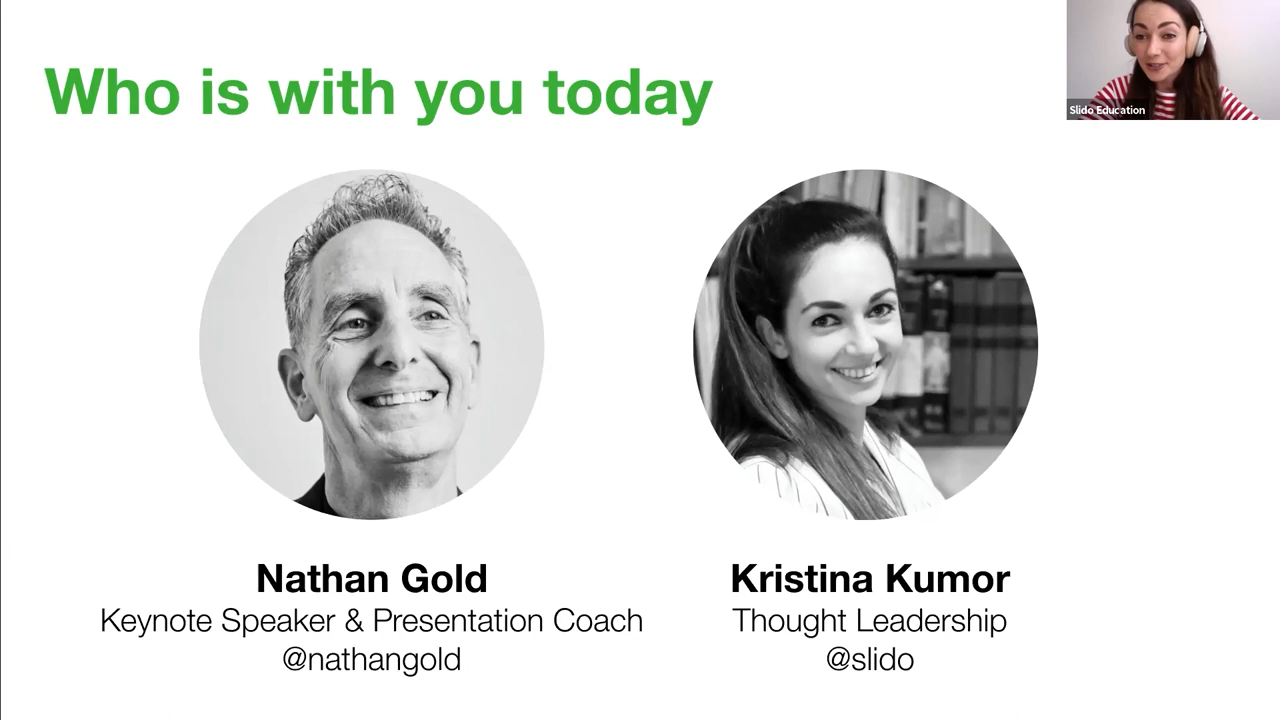 Who is with you today
Slido Education
Nathan Gold
Keynote Speaker & Presentation Coach
@nathangold
Kristina Kumor
Thought Leadership
@slido